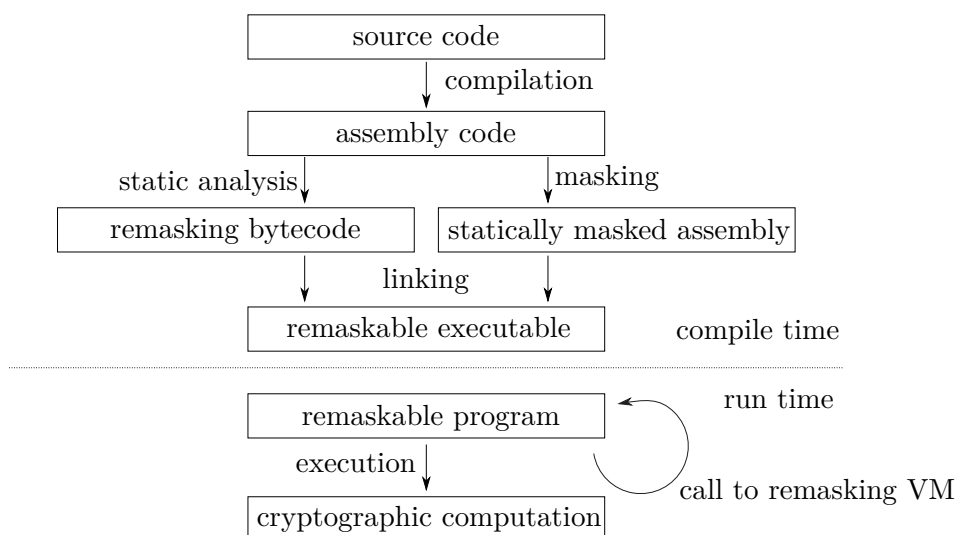 source code
compilation
assembly code
static analysis
masking
remasking bytecode
statically masked assembly
linking
remaskable executable
compile time
run time
remaskable program
execution
call to remasking VM
cryptographic computation